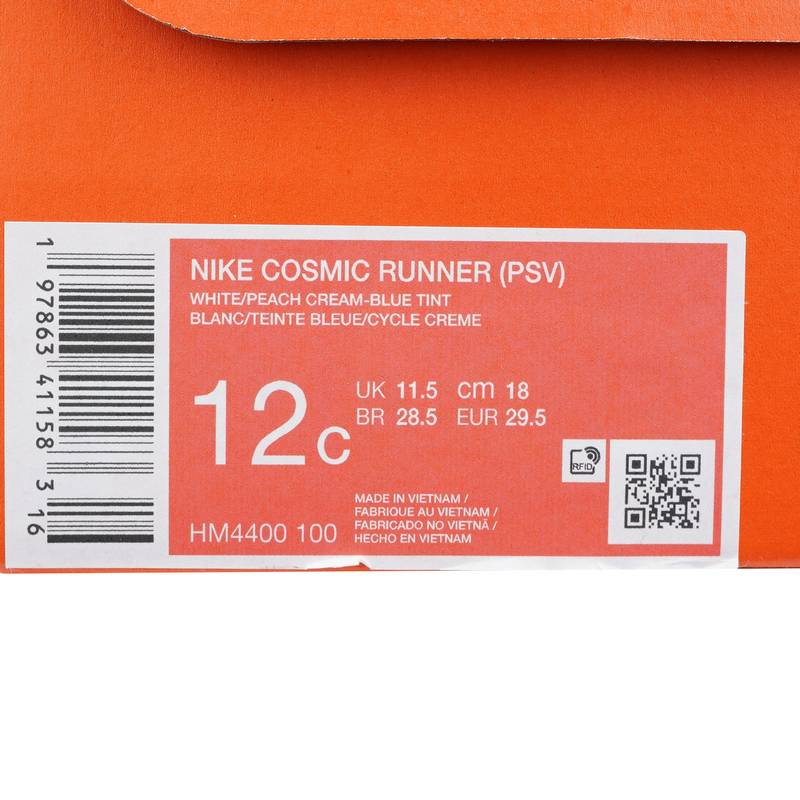 NIKE COSMIC RUNNER (PSV)
WHITE/PEACH CREAM-BLUE TINT
BLANC/TEINTE BLEUE/CYCLE CREME
12c
UK 11.5 cm 18
BR 28.5 EUR 29.5
RFID
HM4400 100
MADE IN VIETNAM /
FABRIQUE AU VIETNAM /
FABRICADO NO VIETNÃ /
HECHO EN VIETNAM
1 97863 41158 3 16